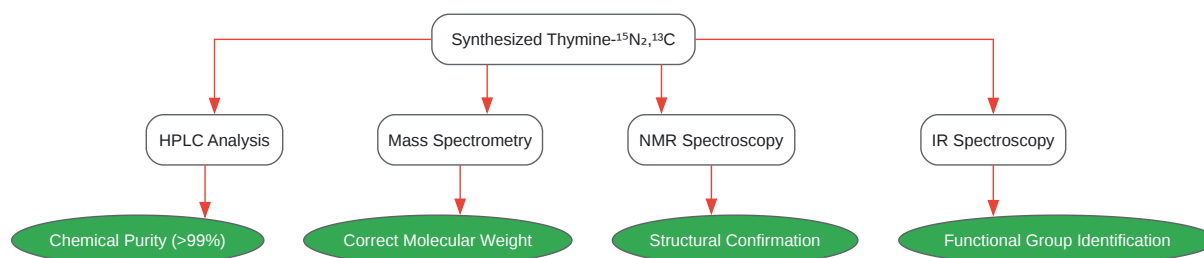 Synthesized Thymine-¹⁵N₂,¹³C
HPLC Analysis
Mass Spectrometry
NMR Spectroscopy
IR Spectroscopy
Chemical Purity (>99%)
Correct Molecular Weight
Structural Confirmation
Functional Group Identification